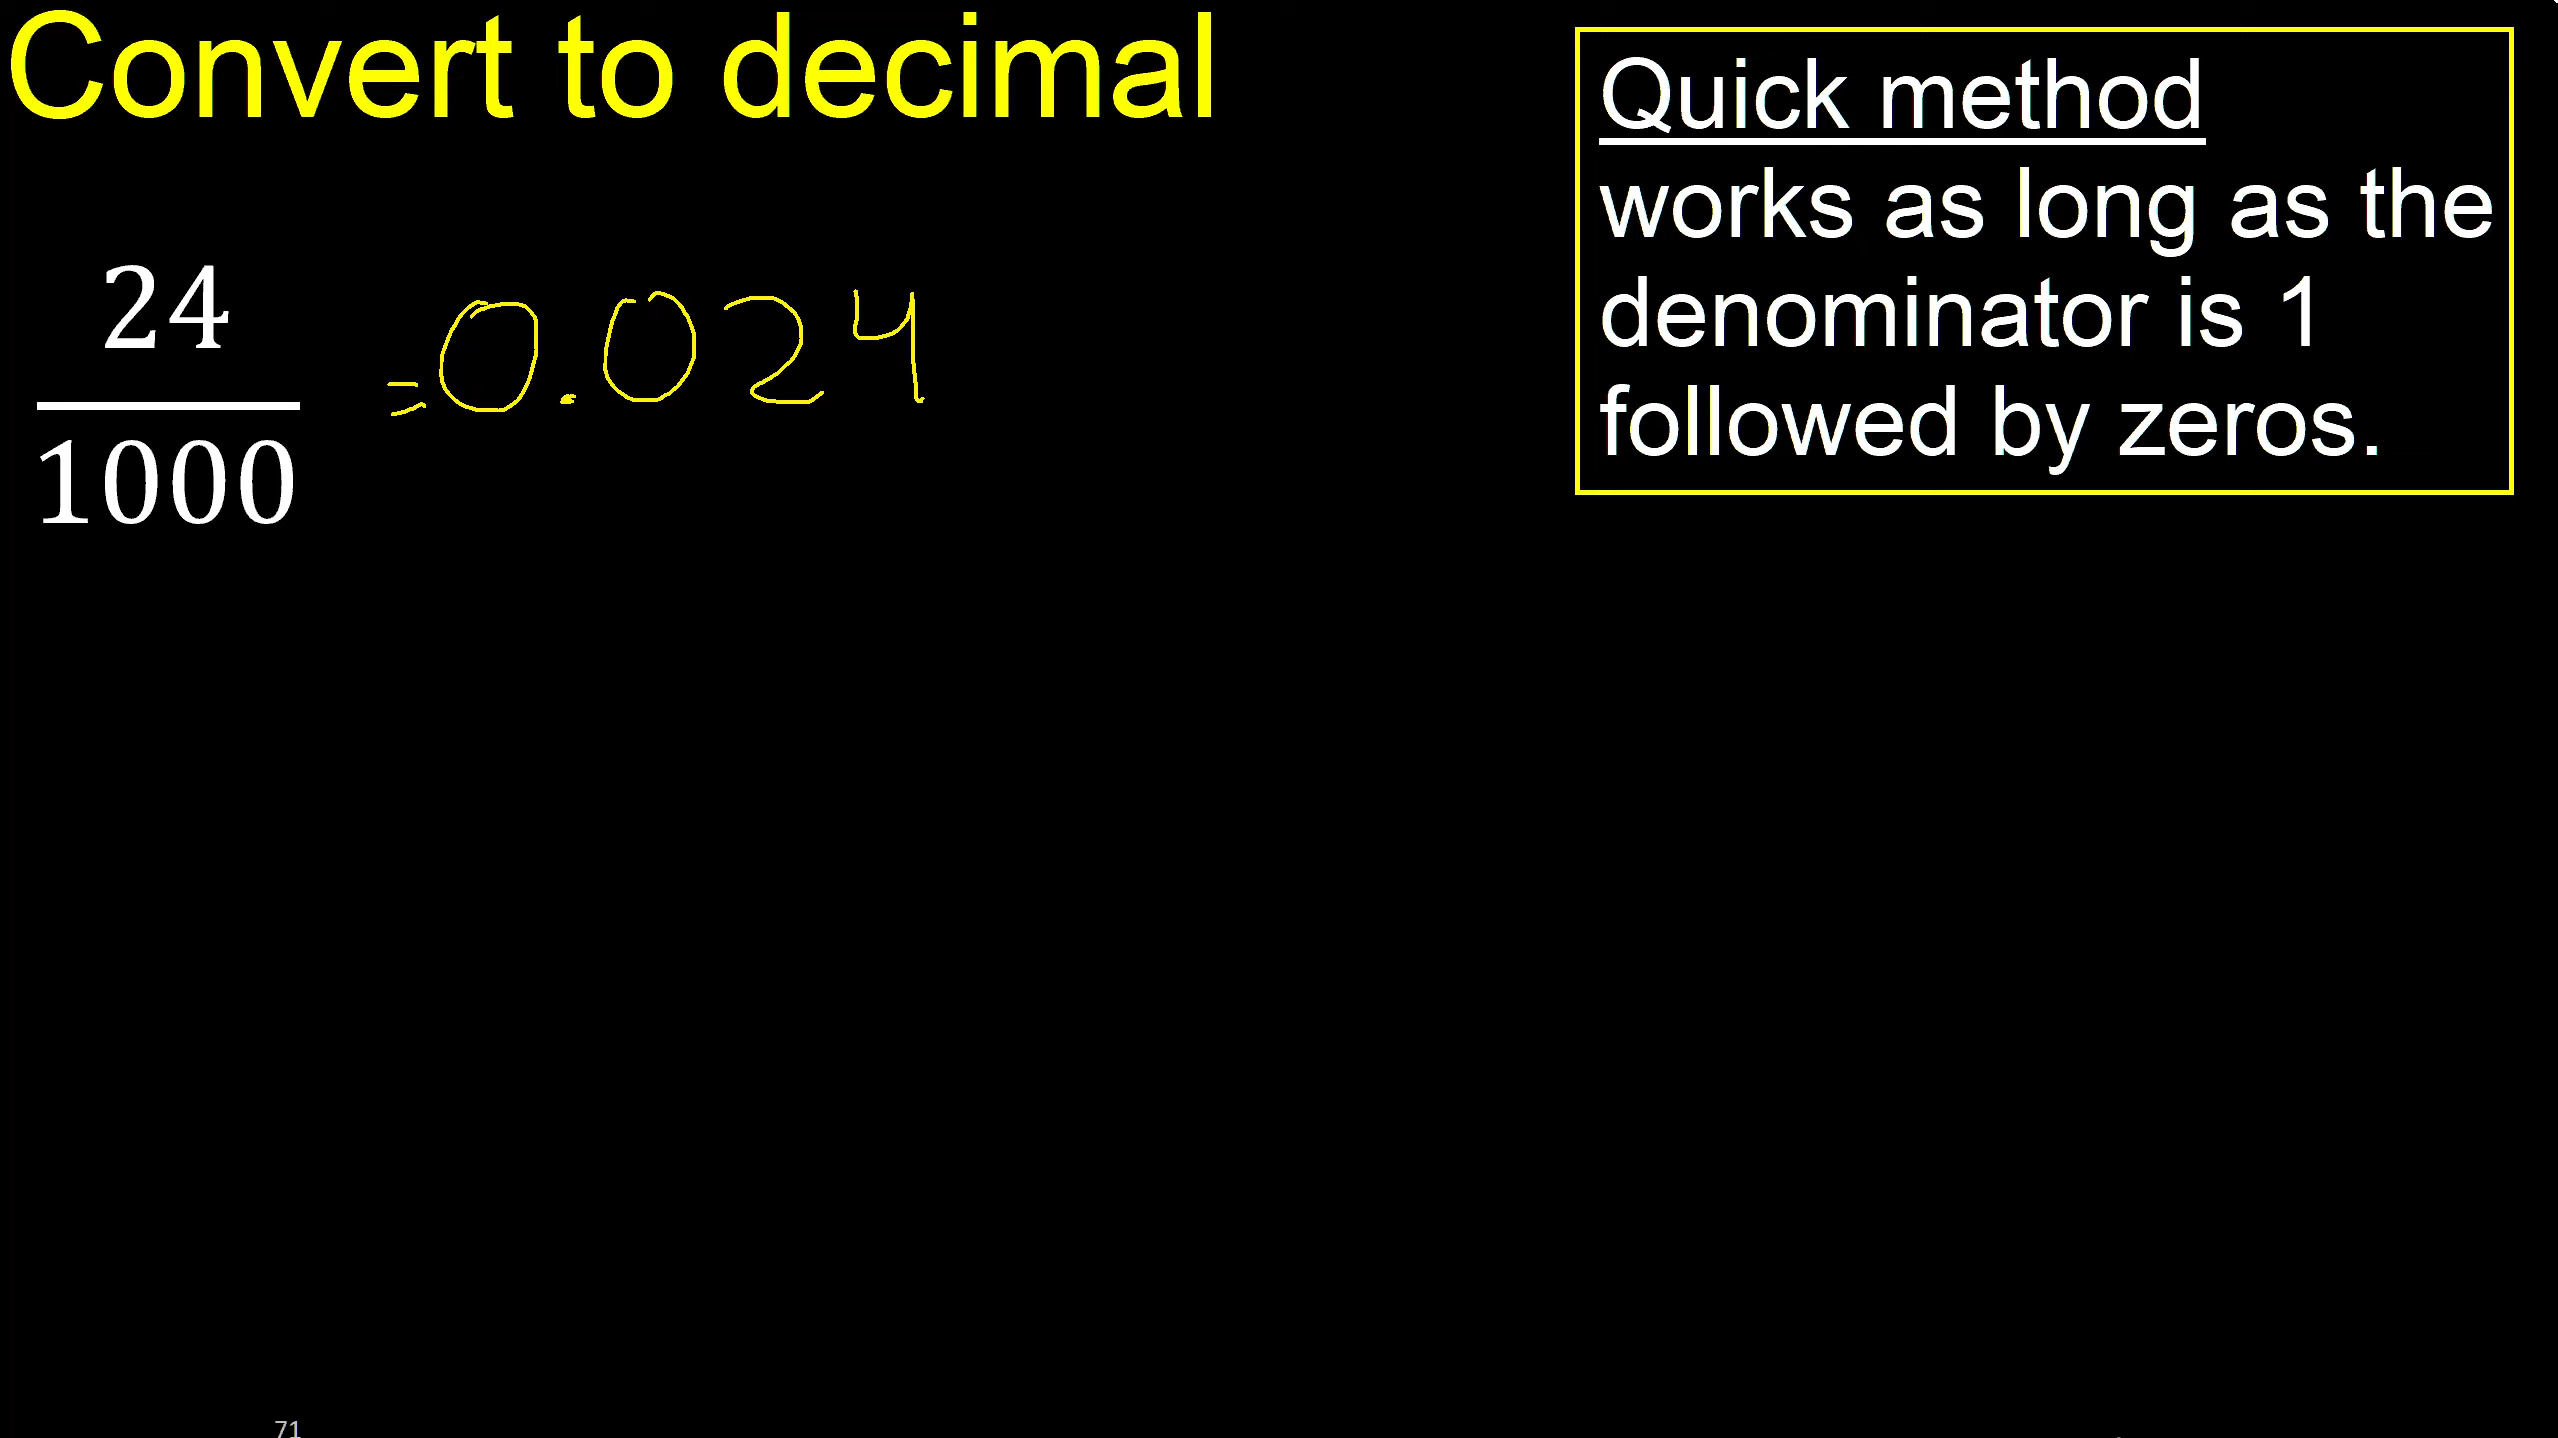 Convert to decimal
Quick method
works as long as the
denominator is 1
followed by zeros.
24
=0.024
1000
71